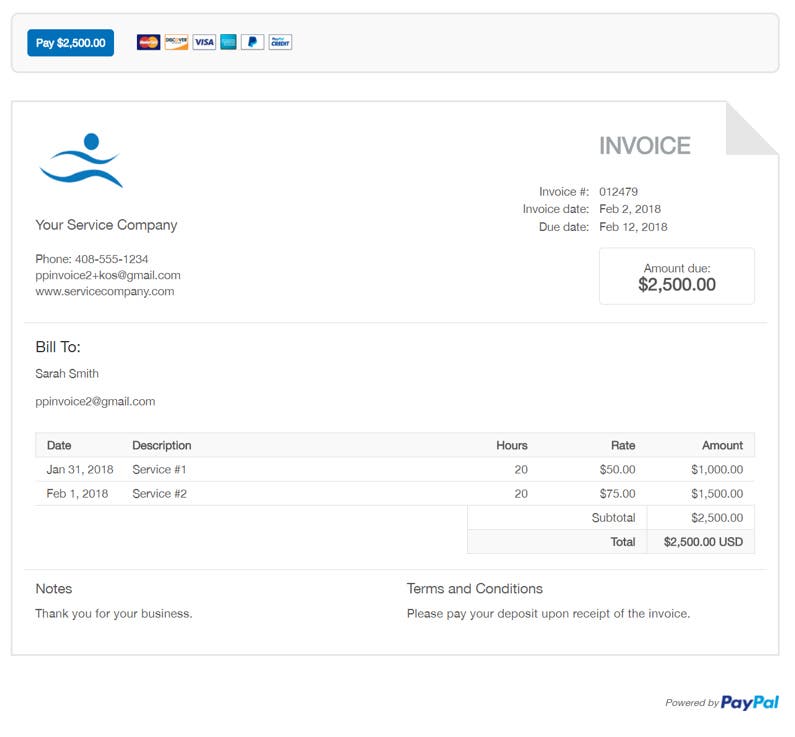 Pay $2,500.00 MasterCard DISCOVER VISA PayPal CREDIT
INVOICE
Invoice #: 012479
Invoice date: Feb 2, 2018
Due date: Feb 12, 2018
Your Service Company
Phone: 408-555-1234
ppinvoice2+kos@gmail.com
www.servicecompany.com
Amount due:
$2,500.00
Bill To:
Sarah Smith
ppinvoice2@gmail.com
Date Description Hours Rate Amount
Jan 31, 2018 Service #1 20 $50.00 $1,000.00
Feb 1, 2018 Service #2 20 $75.00 $1,500.00
Subtotal $2,500.00
Total $2,500.00 USD
Notes
Thank you for your business.
Terms and Conditions
Please pay your deposit upon receipt of the invoice.
Powered by PayPal